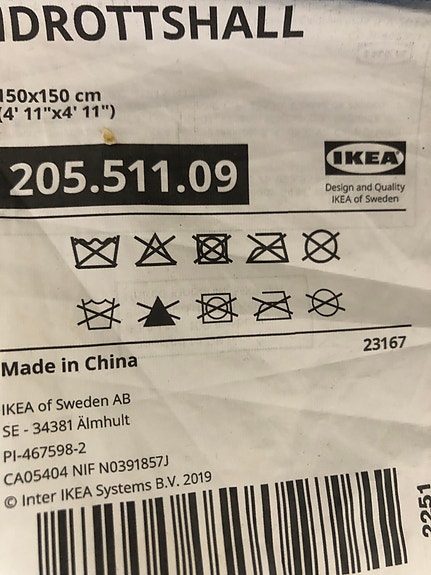 IDROTTSHALL
150x150 cm
(4' 11"x4' 11")
205.511.09
IKEA
Design and Quality
IKEA of Sweden
23167
Made in China
IKEA of Sweden AB
SE - 34381 Älmhult
PI-467598-2
CA05404 NIF N0391857J
© Inter IKEA Systems B.V. 2019
2251